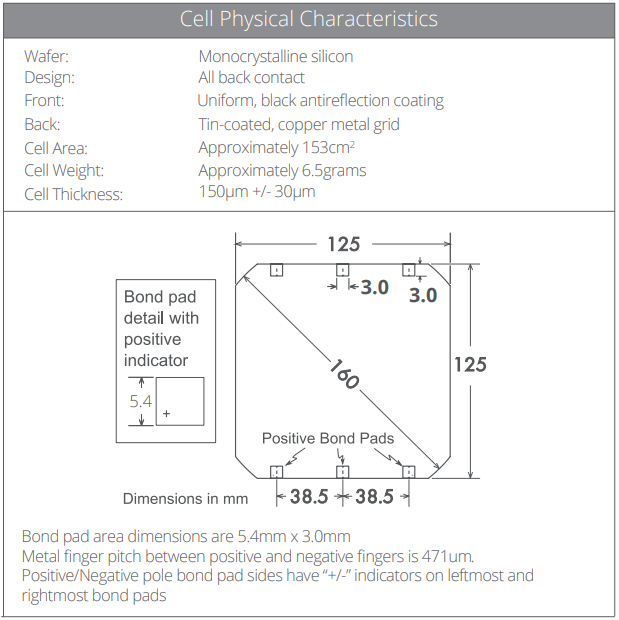 Cell Physical Characteristics
Wafer: Monocrystalline silicon
Design: All back contact
Front: Uniform, black antireflection coating
Back: Tin-coated, copper metal grid
Cell Area: Approximately 153cm²
Cell Weight: Approximately 6.5grams
Cell Thickness: 150µm +/- 30µm
125
3.0
3.0
Bond pad
detail with
positive
indicator
5.4
+
160
125
Positive Bond Pads
38.5 38.5
Dimensions in mm
Bond pad area dimensions are 5.4mm x 3.0mm
Metal finger pitch between positive and negative fingers is 471um.
Positive/Negative pole bond pad sides have “+/-” indicators on leftmost and
rightmost bond pads